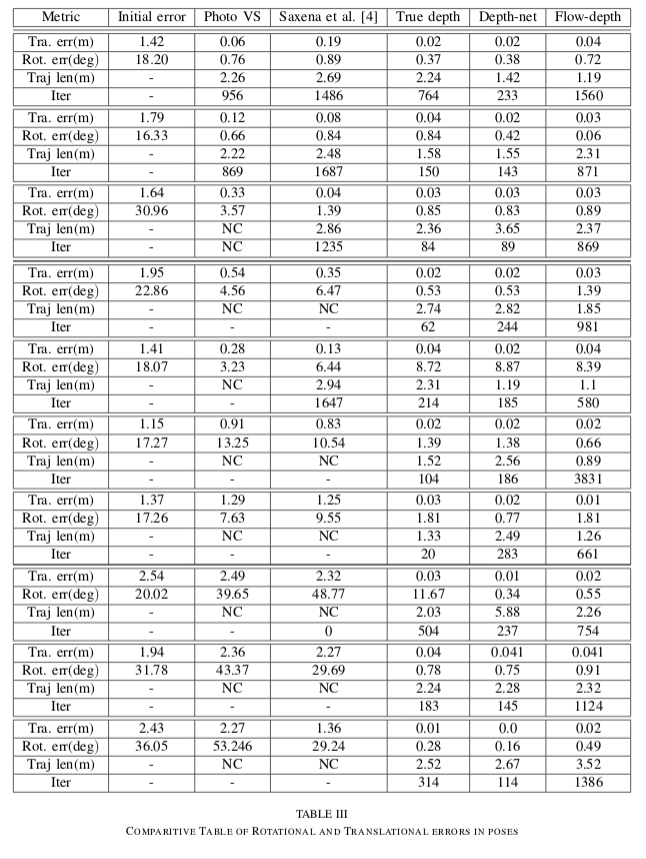 Metric Initial error Photo VS Saxena et al. [4] True depth Depth-net Flow-depth
Tra. err(m) 1.42 0.06 0.19 0.02 0.02 0.04
Rot. err(deg) 18.20 0.76 0.89 0.37 0.38 0.72
Traj len(m) - 2.26 2.69 2.24 1.42 1.19
Iter - 956 1486 764 233 1560
Tra. err(m) 1.79 0.12 0.08 0.04 0.02 0.03
Rot. err(deg) 16.33 0.66 0.84 0.84 0.42 0.06
Traj len(m) - 2.22 2.48 1.58 1.55 2.31
Iter - 869 1687 150 143 871
Tra. err(m) 1.64 0.33 0.04 0.03 0.03 0.03
Rot. err(deg) 30.96 3.57 1.39 0.85 0.83 0.89
Traj len(m) - NC 2.86 2.36 3.65 2.37
Iter - NC 1235 84 89 869
Tra. err(m) 1.95 0.54 0.35 0.02 0.02 0.03
Rot. err(deg) 22.86 4.56 6.47 0.53 0.53 1.39
Traj len(m) - NC NC 2.74 2.82 1.85
Iter - - - 62 244 981
Tra. err(m) 1.41 0.28 0.13 0.04 0.02 0.04
Rot. err(deg) 18.07 3.23 6.44 8.72 8.87 8.39
Traj len(m) - NC 2.94 2.31 1.19 1.1
Iter - - 1647 214 185 580
Tra. err(m) 1.15 0.91 0.83 0.02 0.02 0.02
Rot. err(deg) 17.27 13.25 10.54 1.39 1.38 0.66
Traj len(m) - NC NC 1.52 2.56 0.89
Iter - - - 104 186 3831
Tra. err(m) 1.37 1.29 1.25 0.03 0.02 0.01
Rot. err(deg) 17.26 7.63 9.55 1.81 0.77 1.81
Traj len(m) - NC NC 1.33 2.49 1.26
Iter - - - 20 283 661
Tra. err(m) 2.54 2.49 2.32 0.03 0.01 0.02
Rot. err(deg) 20.02 39.65 48.77 11.67 0.34 0.55
Traj len(m) - NC NC 2.03 5.88 2.26
Iter - - 0 504 237 754
Tra. err(m) 1.94 2.36 2.27 0.04 0.041 0.041
Rot. err(deg) 31.78 43.37 29.69 0.78 0.75 0.91
Traj len(m) - NC NC 2.24 2.28 2.32
Iter - - - 183 145 1124
Tra. err(m) 2.43 2.27 1.36 0.01 0.0 0.02
Rot. err(deg) 36.05 53.246 29.24 0.28 0.16 0.49
Traj len(m) - NC NC 2.52 2.67 3.52
Iter - - - 314 114 1386
TABLE III
COMPARITIVE TABLE OF ROTATIONAL AND TRANSLATIONAL ERRORS IN POSES